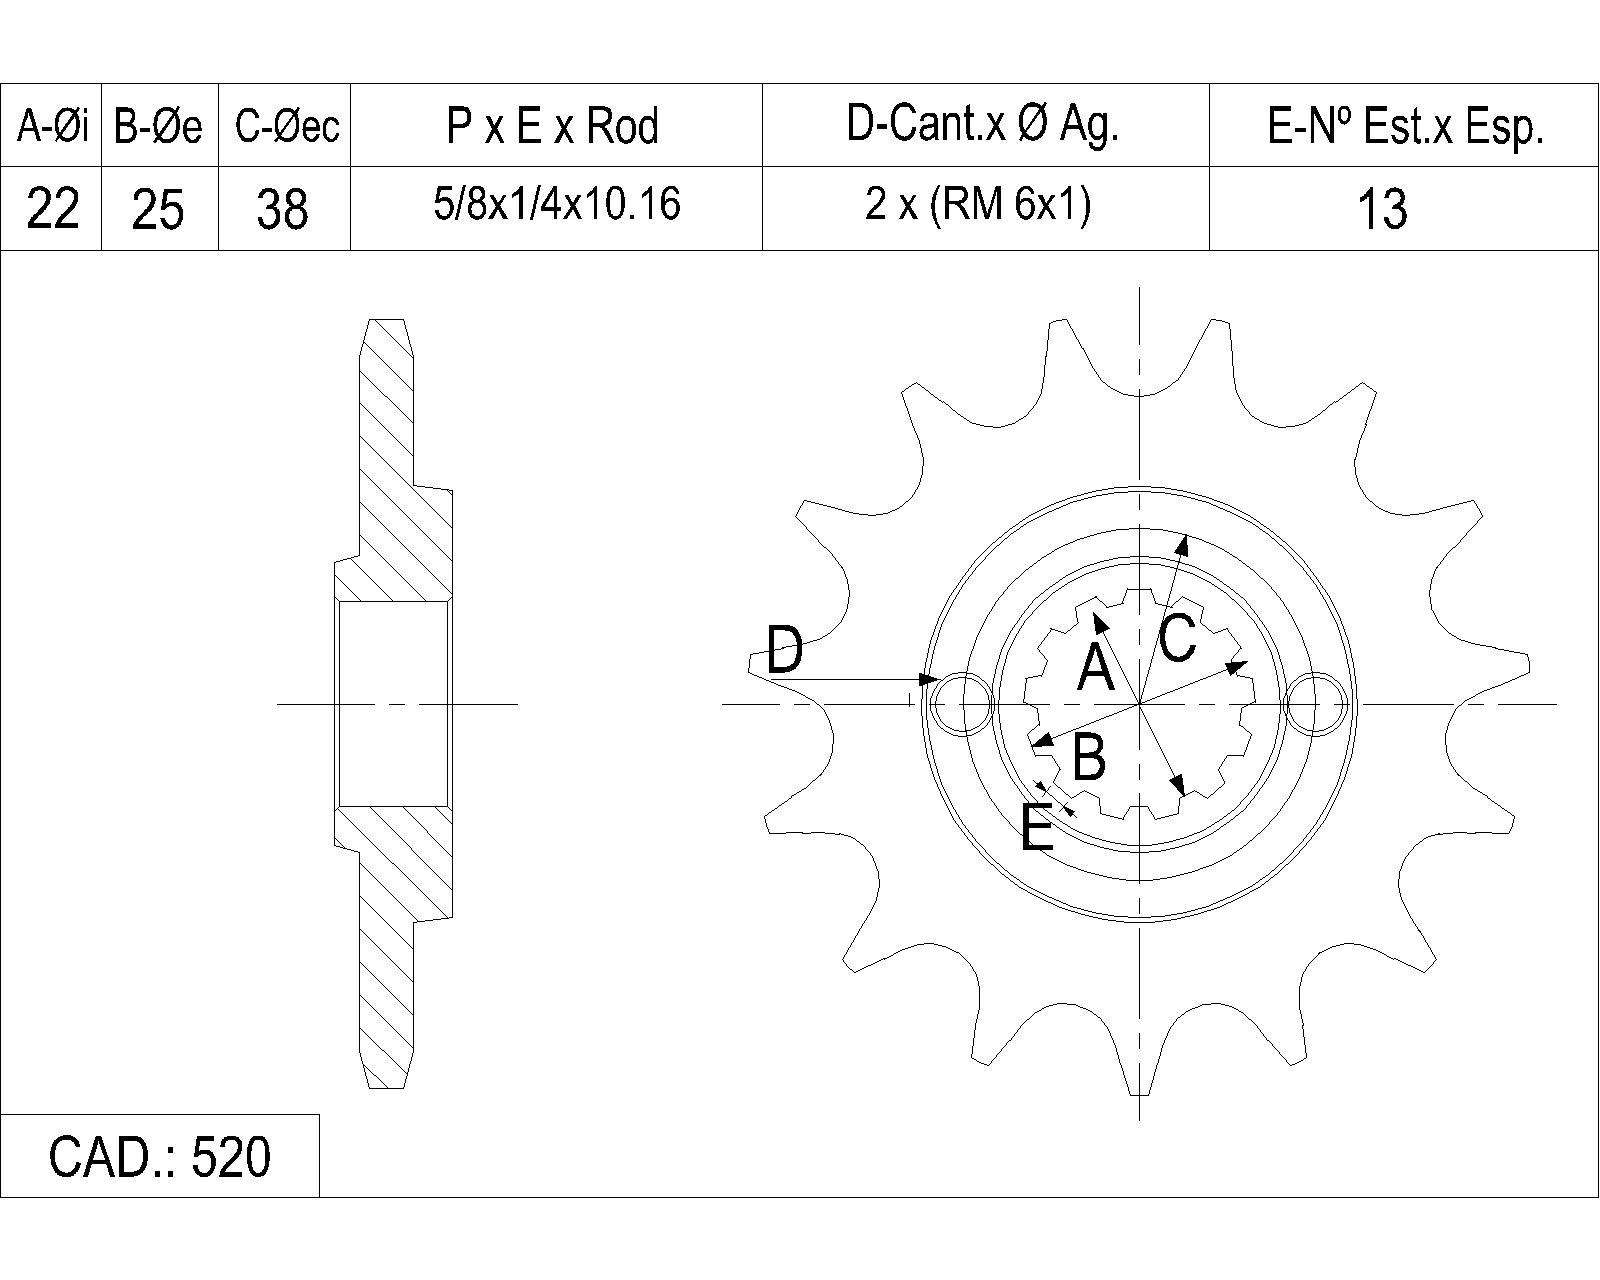 A-Øi B-Øe C-Øec P x E x Rod D-Cant.x Ø Ag. E-Nº Est.x Esp.
22 25 38 5/8x1/4x10.16 2 x (RM 6x1) 13
C
D
A
B
E
CAD.: 520